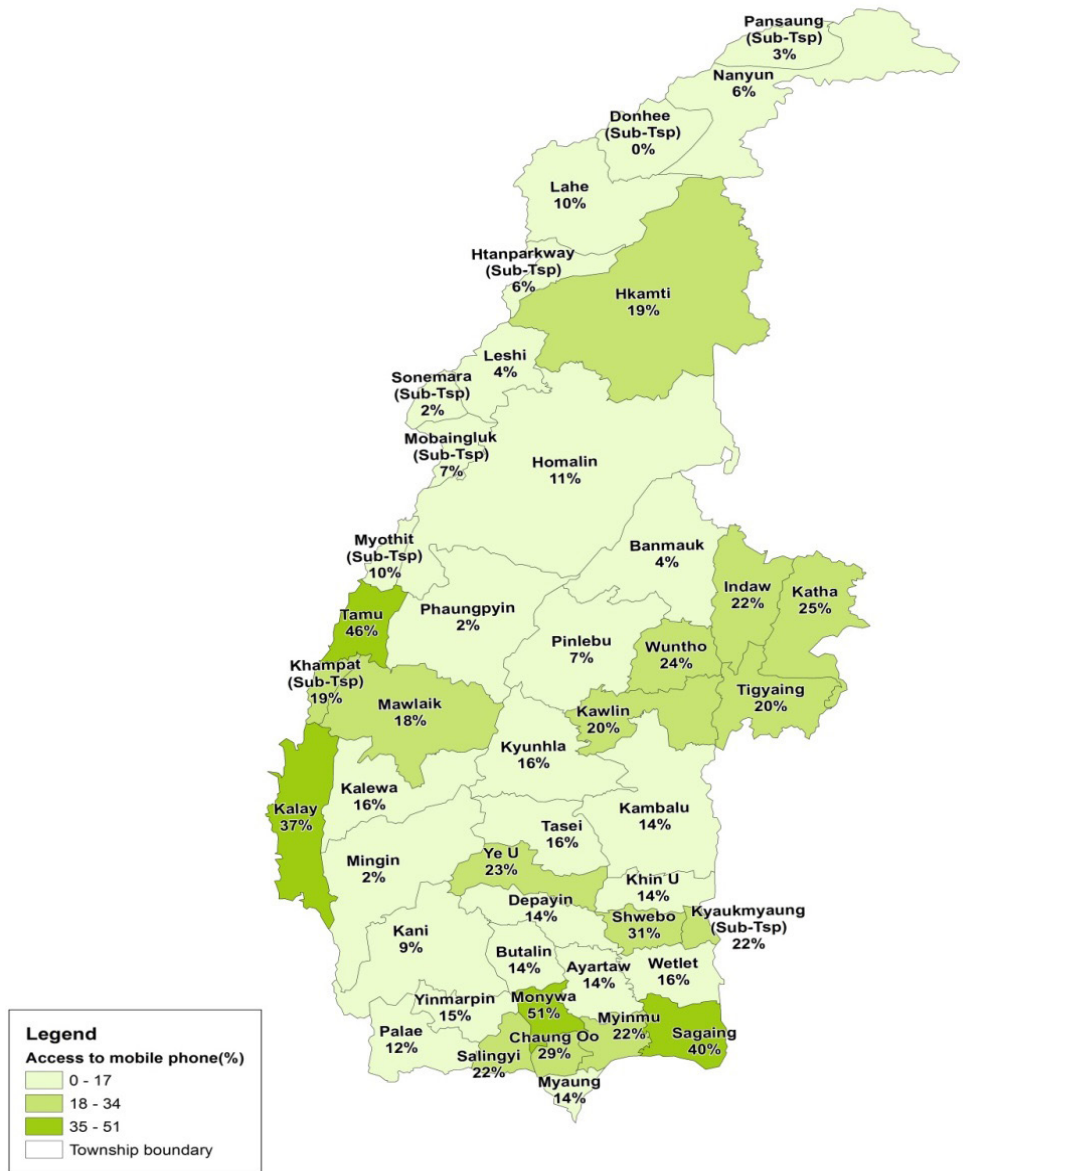 Pansaung
(Sub-Tsp)
3%
Nanyun
6%
Donhee
(Sub-Tsp)
0%
Lahe
10%
Htanparkway
(Sub-Tsp)
6%
Hkamti
19%
Leshi
4%
Sonemara
(Sub-Tsp)
2%
Mobaingluk
(Sub-Tsp)
7%
Homalin
11%
Myothit
(Sub-Tsp)
10%
Banmauk
4%
Indaw
22%
Katha
25%
Tamu
46%
Phaungpyin
2%
Pinlebu
7%
Wuntho
24%
Khampat
(Sub-Tsp)
19%
Mawlaik
18%
Kawlin
20%
Tigyaing
20%
Kyunhla
16%
Kalewa
16%
Kalay
37%
Kambalu
14%
Tasei
16%
Mingin
2%
Ye U
23%
Khin U
14%
Depayin
14%
Shwebo
31%
Kyaukmyaung
(Sub-Tsp)
22%
Kani
9%
Butalin
14%
Ayartaw
14%
Wetlet
16%
Yinmarpin
15%
Monywa
51%
Myinmu
22%
Sagaing
40%
Palae
12%
Salingyi
22%
Chaung Oo
29%
Myaung
14%
Legend
Access to mobile phone(%)
0 - 17
18 - 34
35 - 51
Township boundary